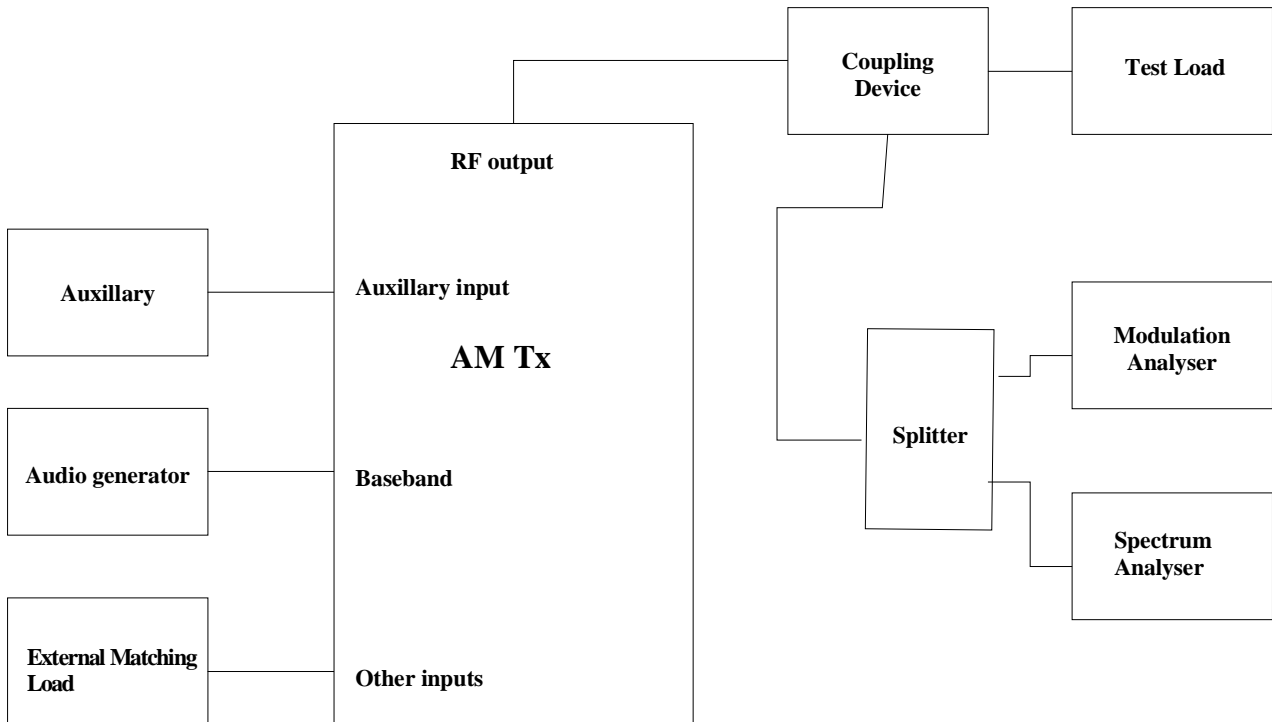 Coupling
Device
Test Load
RF output
Auxillary
Auxillary input
AM Tx
Modulation
Analyser
Splitter
Audio generator
Baseband
Spectrum
Analyser
External Matching
Load
Other inputs